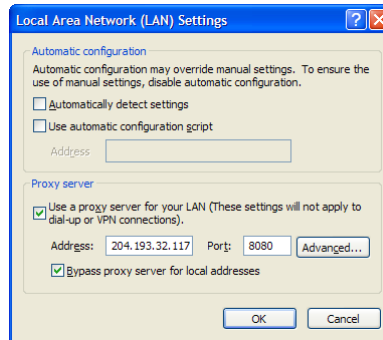 Local Area Network (LAN) Settings
Automatic configuration
Automatic configuration may override manual settings. To ensure the
use of manual settings, disable automatic configuration.
Automatically detect settings
Use automatic configuration script
Address
Proxy server
Use a proxy server for your LAN (These settings will not apply to
dial-up or VPN connections).
Address: 204.193.32.117 Port: 8080 Advanced...
Bypass proxy server for local addresses
OK Cancel